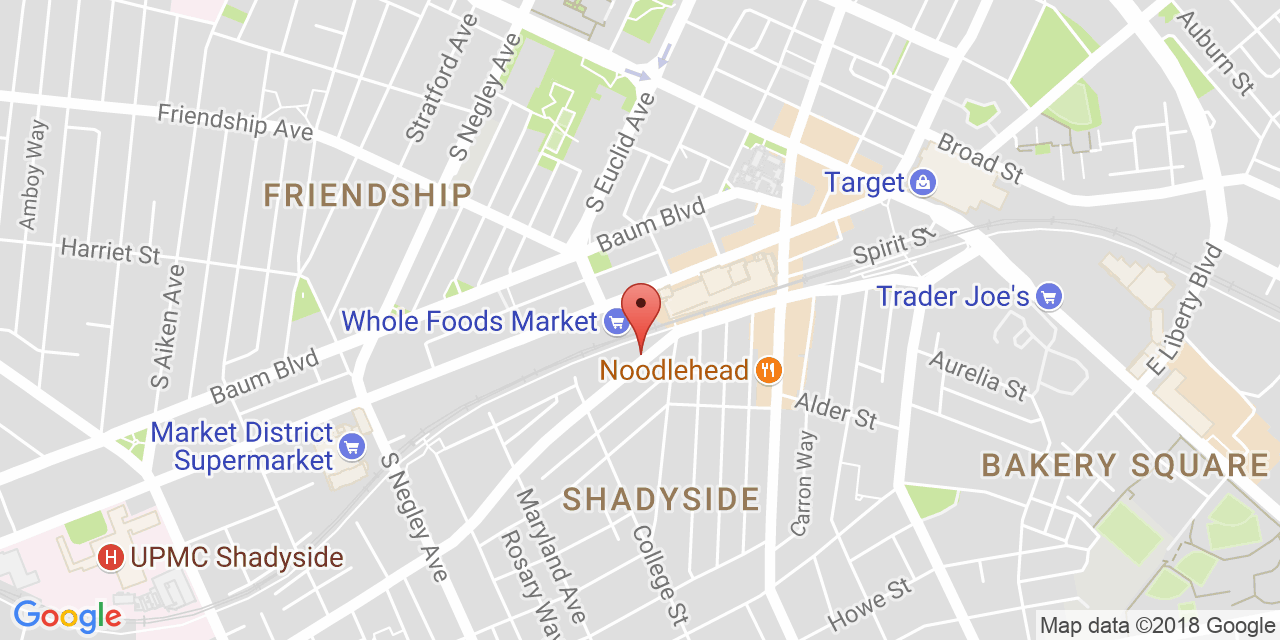 Stratford Ave
S Negley Ave
Auburn St
Friendship Ave
Amboy Way
S Euclid Ave
Broad St
FRIENDSHIP
Target
Baum Blvd
Harriet St
Spirit St
S Aiken Ave
Trader Joe's
E Liberty Blvd
Whole Foods Market
Noodlehead
Baum Blvd
Aurelia St
Alder St
Market District
Supermarket
BAKERY SQUARE
Carron Way
S Negley Ave
SHADYSIDE
Maryland Ave
Rosary Way
College St
H UPMC Shadyside
Howe St
Google
Map data ©2018 Google